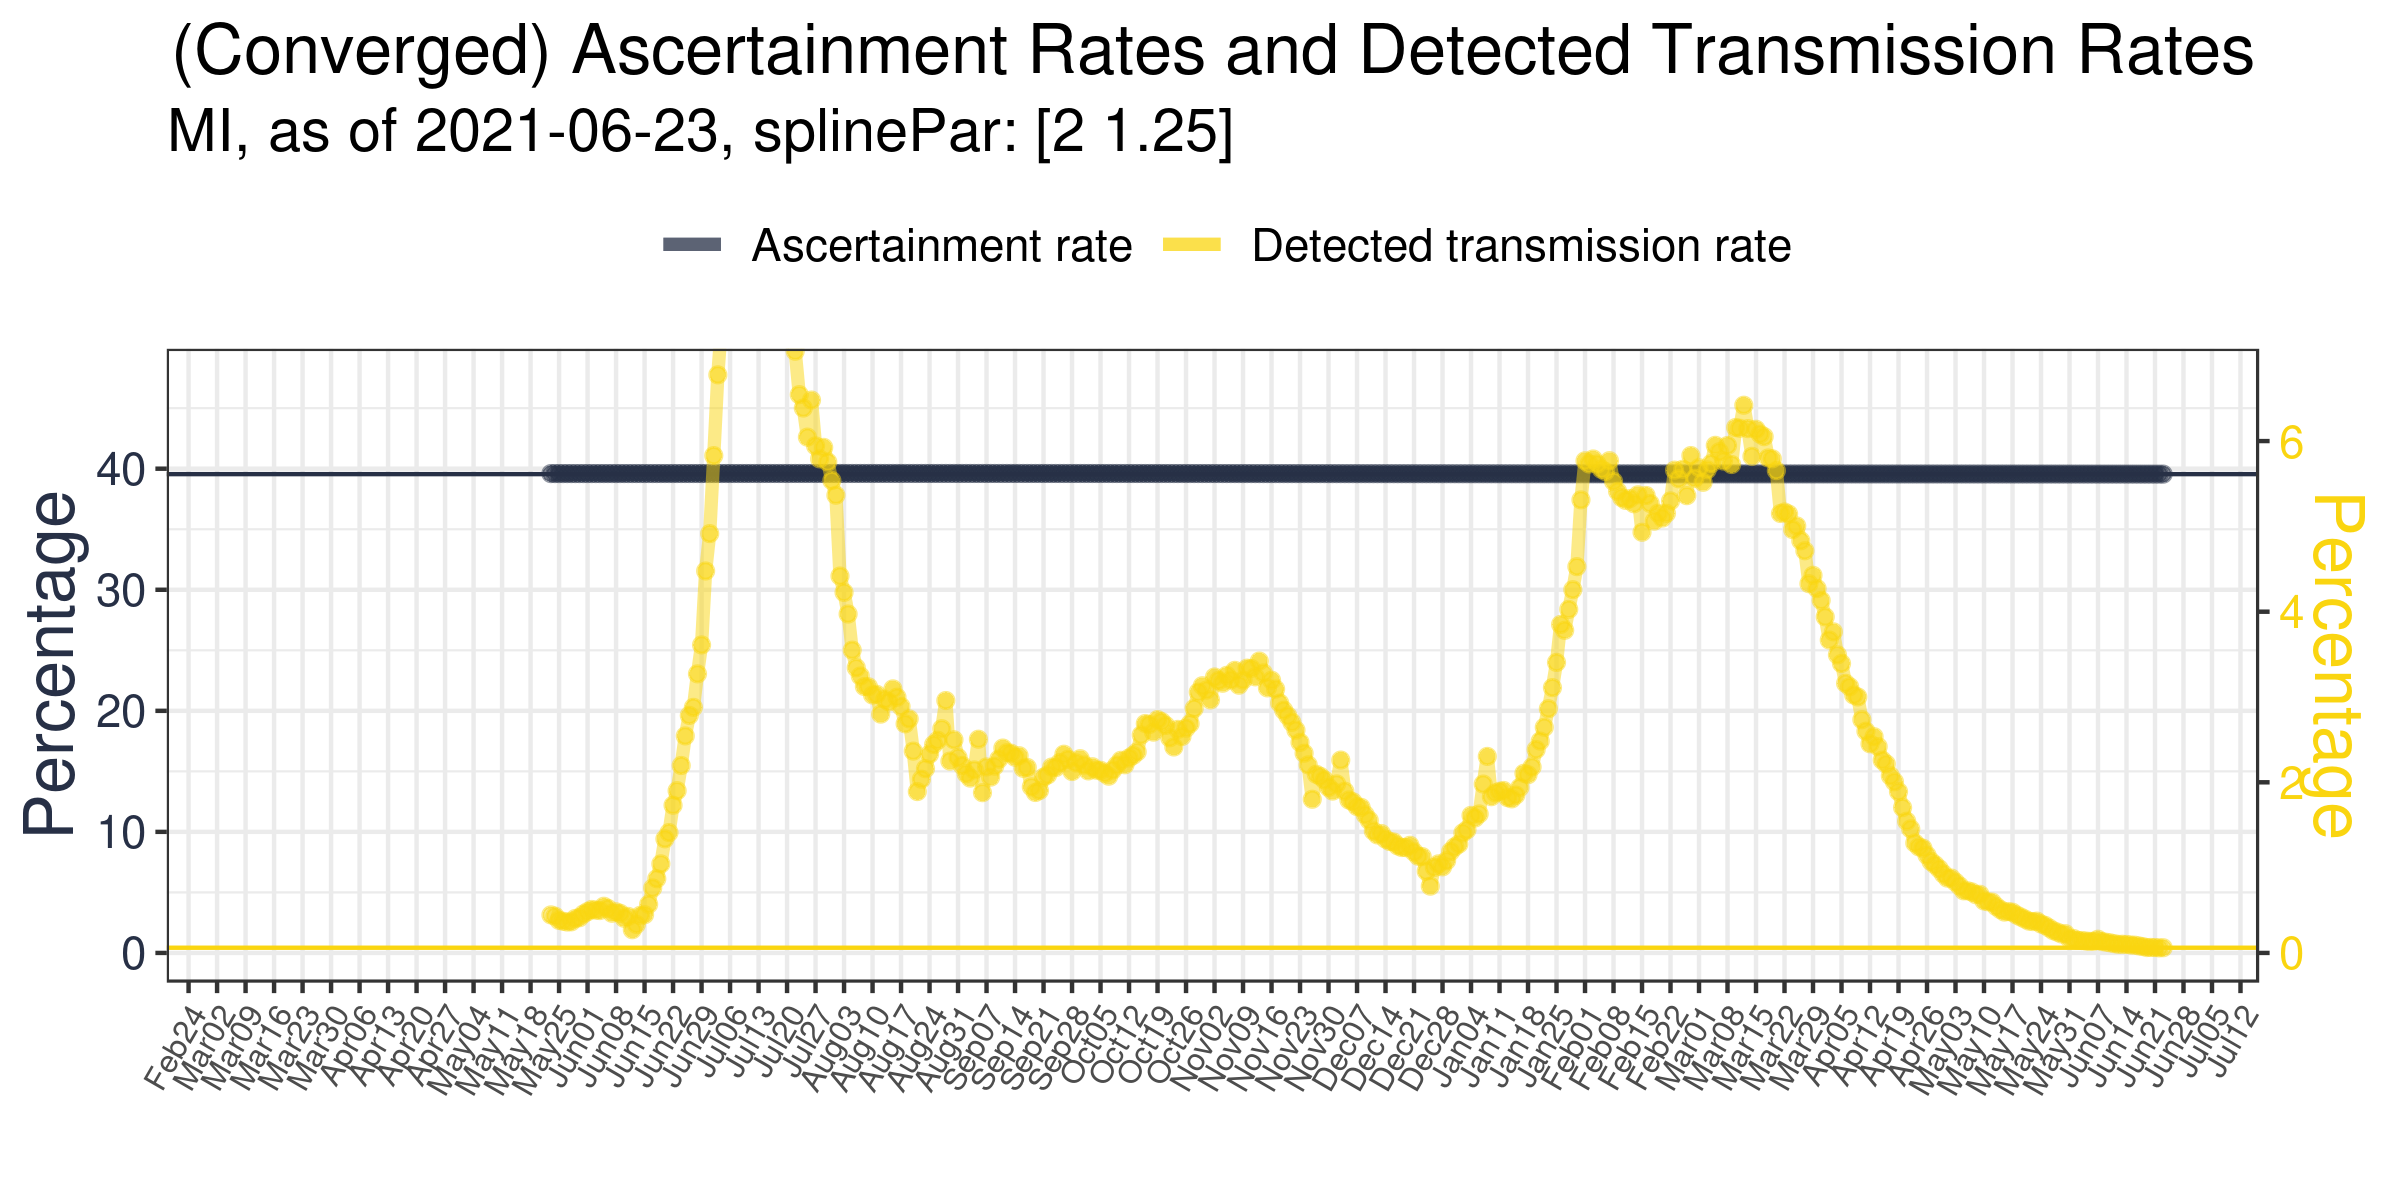 (Converged) Ascertainment Rates and Detected Transmission Rates
MI, as of 2021-06-23, splinePar: [2 1.25]
Ascertainment rate
Detected transmission rate
Percentage
40
30
20
10
0
6
4
2
0
Percentage
Feb24
Mar02
Mar09
Mar16
Mar23
Mar30
Apr06
Apr13
Apr20
Apr27
May04
May11
May18
May25
Jun01
Jun08
Jun15
Jun22
Jun29
Jul06
Jul13
Jul20
Jul27
Aug03
Aug10
Aug17
Aug24
Aug31
Sep07
Sep14
Sep21
Sep28
Oct05
Oct12
Oct19
Oct26
Nov02
Nov09
Nov16
Nov23
Nov30
Dec07
Dec14
Dec21
Dec28
Jan04
Jan11
Jan18
Jan25
Feb01
Feb08
Feb15
Feb22
Mar01
Mar08
Mar15
Mar22
Mar29
Apr05
Apr12
Apr19
Apr26
May03
May10
May17
May24
May31
Jun07
Jun14
Jun21
Jun28
Jul05
Jul12